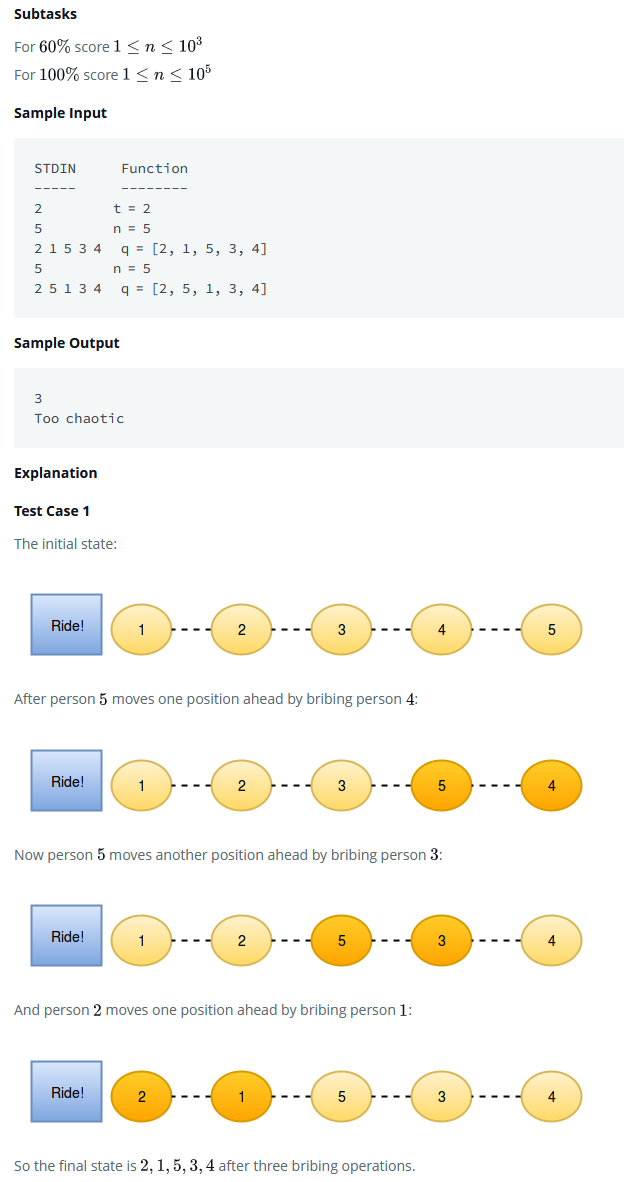 Subtasks
For 60% score 1 ≤ n ≤ 10³
For 100% score 1 ≤ n ≤ 10⁵
Sample Input
STDIN      Function
-----      --------
2         t = 2
5         n = 5
2 1 5 3 4  q = [2, 1, 5, 3, 4]
5         n = 5
2 5 1 3 4  q = [2, 5, 1, 3, 4]
Sample Output
3
Too chaotic
Explanation
Test Case 1
The initial state:
Ride! 1 2 3 4 5
After person 5 moves one position ahead by bribing person 4:
Ride! 1 2 3 5 4
Now person 5 moves another position ahead by bribing person 3:
Ride! 1 2 5 3 4
And person 2 moves one position ahead by bribing person 1:
Ride! 2 1 5 3 4
So the final state is 2, 1, 5, 3, 4 after three bribing operations.